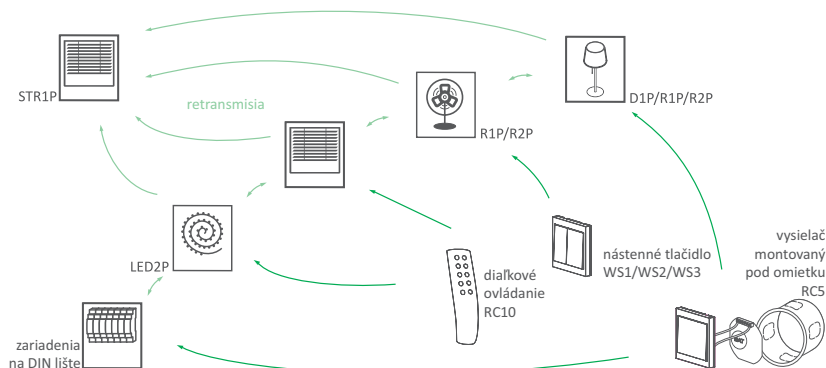 STR1P
retransmisia
R1P/R2P
D1P/R1P/R2P
LED2P
zariadenia
na DIN lište
diaľkové
ovládanie
RC10
nástenné tlačidlo
WS1/WS2/WS3
vysielač
montovaný
pod omietku
RC5